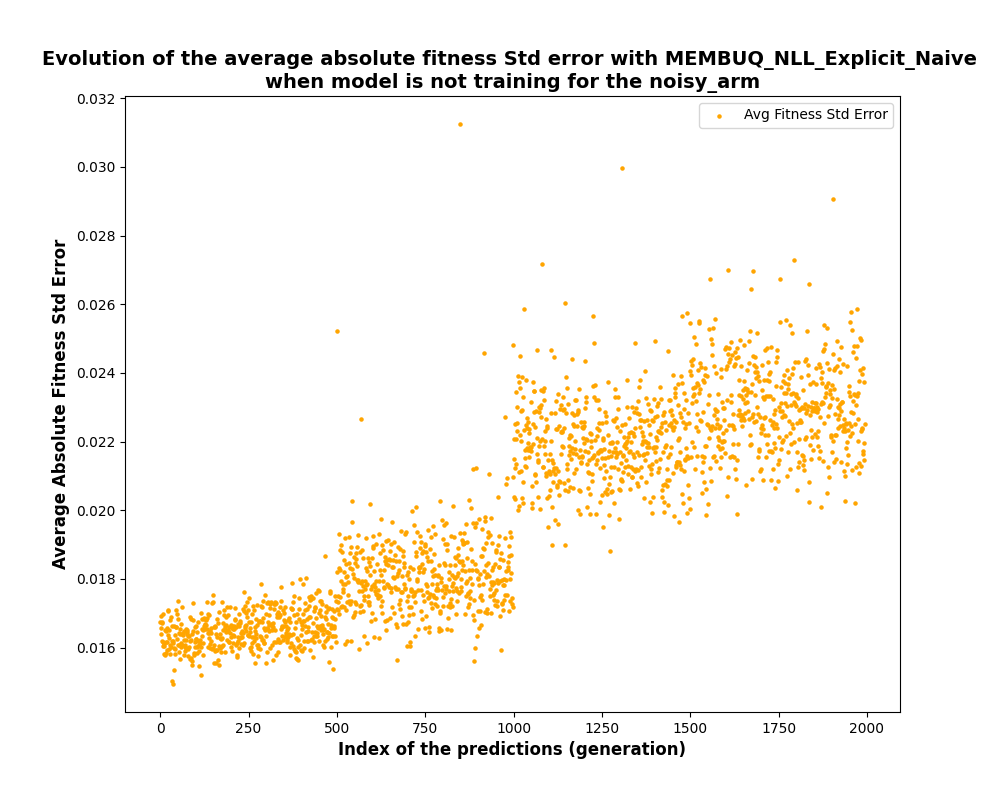 Evolution of the average absolute fitness Std error with MEMBUQ_NLL_Explicit_Naive
when model is not training for the noisy_arm
Avg Fitness Std Error
Average Absolute Fitness Std Error
0.032
0.030
0.028
0.026
0.024
0.022
0.020
0.018
0.016
0 250 500 750 1000 1250 1500 1750 2000
Index of the predictions (generation)